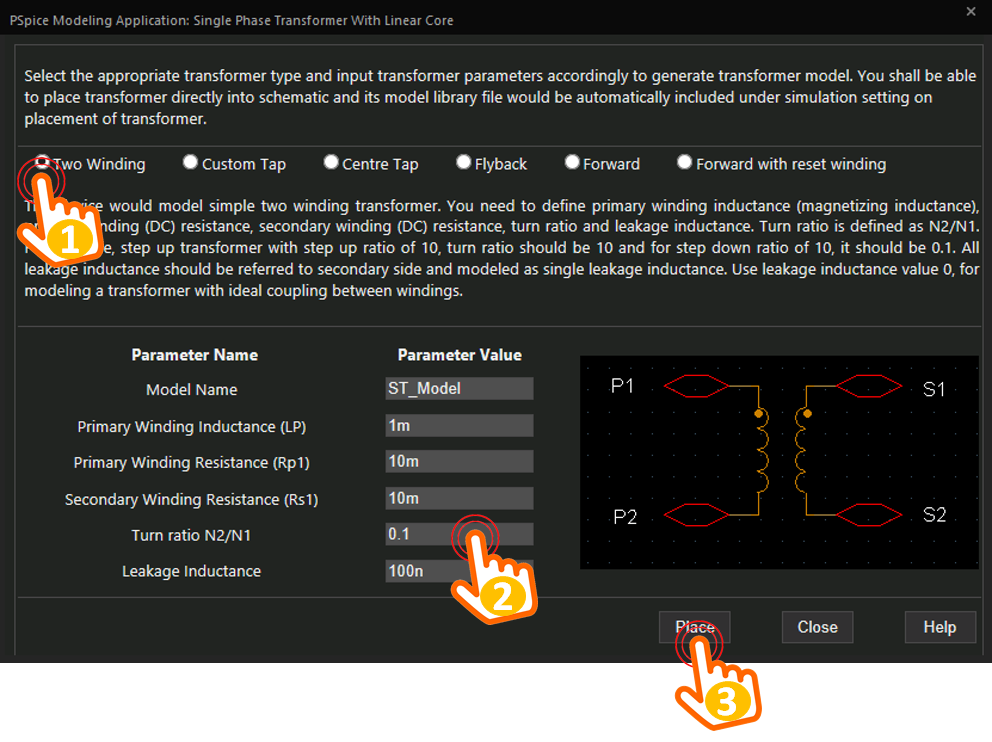 PSpice Modeling Application: Single Phase Transformer With Linear Core
Select the appropriate transformer type and input transformer parameters accordingly to generate transformer model. You shall be able
to place transformer directly into schematic and its model library file would be automatically included under simulation setting on
placement of transformer.
Two Winding Custom Tap Centre Tap Flyback Forward Forward with reset winding
would model simple two winding transformer. You need to define primary winding inductance (magnetizing inductance),
(DC) resistance, secondary winding (DC) resistance, turn ratio and leakage inductance. Turn ratio is defined as N2/N1.
step up transformer with step up ratio of 10, turn ratio should be 10 and for step down ratio of 10, it should be 0.1. All
leakage inductance should be referred to secondary side and modeled as single leakage inductance. Use leakage inductance value 0, for
modeling a transformer with ideal coupling between windings.
Parameter Name Parameter Value
Model Name ST_Model
Primary Winding Inductance (LP) 1m
Primary Winding Resistance (Rp1) 10m
Secondary Winding Resistance (Rs1) 10m
Turn ratio N2/N1 0.1
Leakage Inductance 100n
P1 S1
P2 S2
Place Close Help
1
2
3